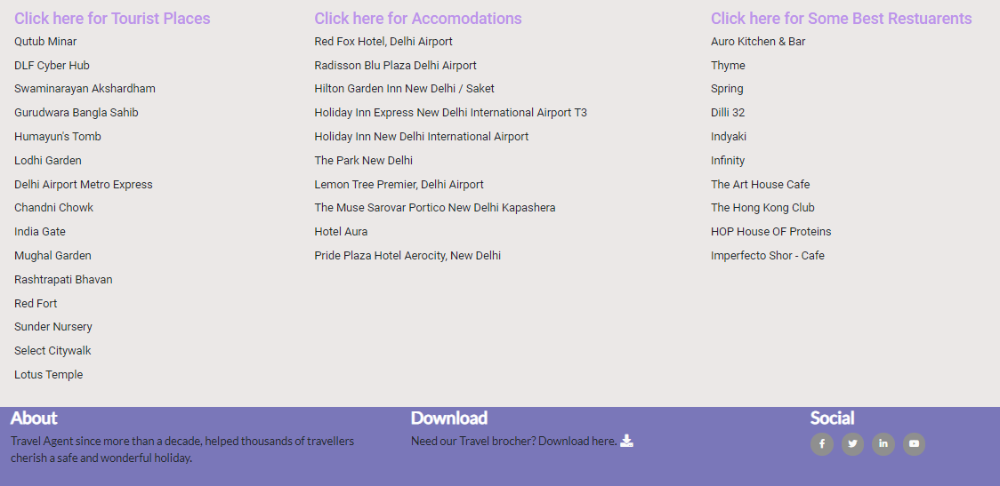 Click here for Tourist Places
Qutub Minar
DLF Cyber Hub
Swaminarayan Akshardham
Gurudwara Bangla Sahib
Humayun's Tomb
Lodhi Garden
Delhi Airport Metro Express
Chandni Chowk
India Gate
Mughal Garden
Rashtrapati Bhavan
Red Fort
Sunder Nursery
Select Citywalk
Lotus Temple
Click here for Accomodations
Red Fox Hotel, Delhi Airport
Radisson Blu Plaza Delhi Airport
Hilton Garden Inn New Delhi / Saket
Holiday Inn Express New Delhi International Airport T3
Holiday Inn New Delhi International Airport
The Park New Delhi
Lemon Tree Premier, Delhi Airport
The Muse Sarovar Portico New Delhi Kapashera
Hotel Aura
Pride Plaza Hotel Aerocity, New Delhi
Click here for Some Best Restuarents
Auro Kitchen & Bar
Thyme
Spring
Dilli 32
Indyaki
Infinity
The Art House Cafe
The Hong Kong Club
HOP House OF Proteins
Imperfecto Shor - Cafe
About
Travel Agent since more than a decade, helped thousands of travellers
cherish a safe and wonderful holiday.
Download
Need our Travel brocher? Download here.
Social